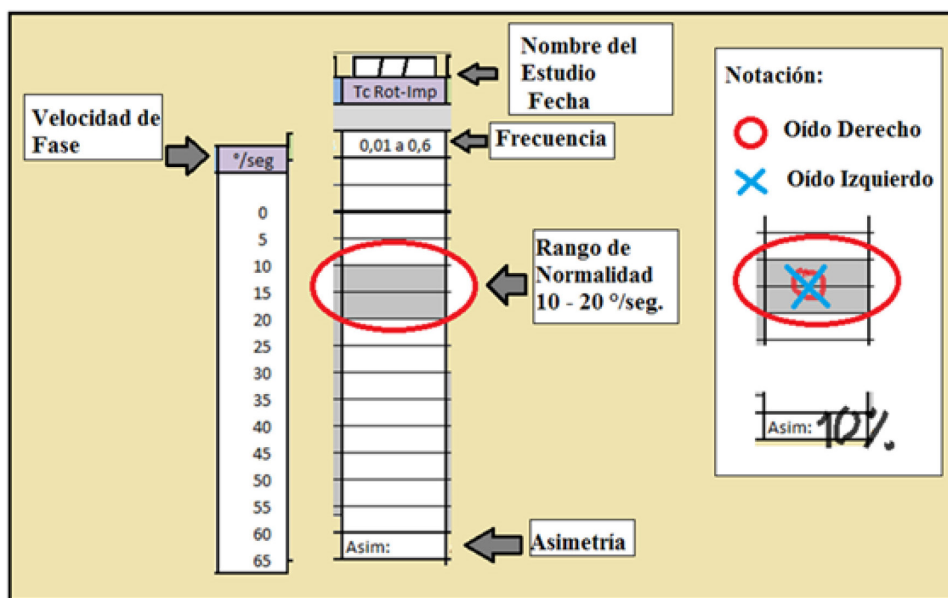 Nombre del
Estudio
Fecha
Tc Rot-Imp
Velocidad de
Fase
Frecuencia
0,01 a 0,6
°/seg
0
5
10
15
20
25
30
35
40
45
50
55
60
65
Rango de
Normalidad
10 - 20 °/seg.
Asim:
Asimetría
Notación:
Oído Derecho
Oído Izquierdo
Asim: 10%.